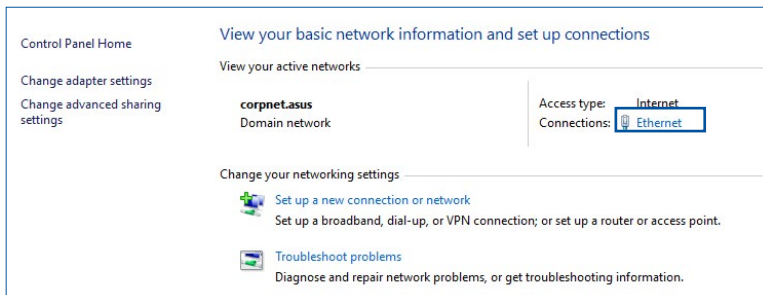 Control Panel Home
Change adapter settings
Change advanced sharing
settings
View your basic network information and set up connections
View your active networks
corpnet.asus
Domain network
Access type: Internet
Connections: Ethernet
Change your networking settings
Set up a new connection or network
Set up a broadband, dial-up, or VPN connection; or set up a router or access point.
Troubleshoot problems
Diagnose and repair network problems, or get troubleshooting information.